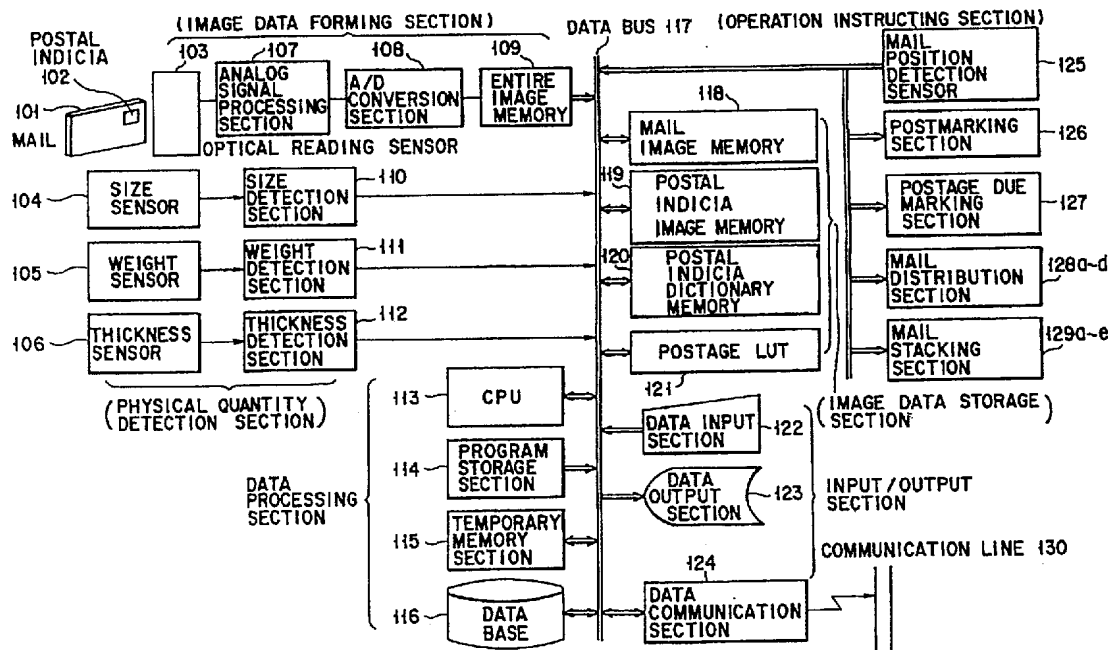 (IMAGE DATA FORMING SECTION)
DATA BUS 117
(OPERATION INSTRUCTING SECTION)
POSTAL
INDICIA
102
101
MAIL
103
OPTICAL READING SENSOR
107
ANALOG
SIGNAL
PROCESSING
SECTION
108
A/D
CONVERSION
SECTION
109
ENTIRE
IMAGE
MEMORY
MAIL
POSITION
DETECTION
SENSOR
125
118
MAIL
IMAGE MEMORY
POSTMARKING
SECTION
126
104
SIZE
SENSOR
110
SIZE
DETECTION
SECTION
119
POSTAL
INDICIA
IMAGE MEMORY
POSTAGE DUE
MARKING
SECTION
127
105
WEIGHT
SENSOR
111
WEIGHT
DETECTION
SECTION
120
POSTAL
INDICIA
DICTIONARY
MEMORY
MAIL
DISTRIBUTION
SECTION
128a~d
106
THICKNESS
SENSOR
112
THICKNESS
DETECTION
SECTION
POSTAGE LUT
121
MAIL
STACKING
SECTION
129a~e
(PHYSICAL QUANTITY
DETECTION SECTION)
(IMAGE DATA STORAGE
SECTION)
DATA
PROCESSING
SECTION
113
CPU
114
PROGRAM
STORAGE
SECTION
115
TEMPORARY
MEMORY
SECTION
116
DATA
BASE
DATA INPUT
SECTION
122
DATA
OUTPUT
SECTION
123
INPUT/OUTPUT
SECTION
124
DATA
COMMUNICATION
SECTION
COMMUNICATION LINE 130